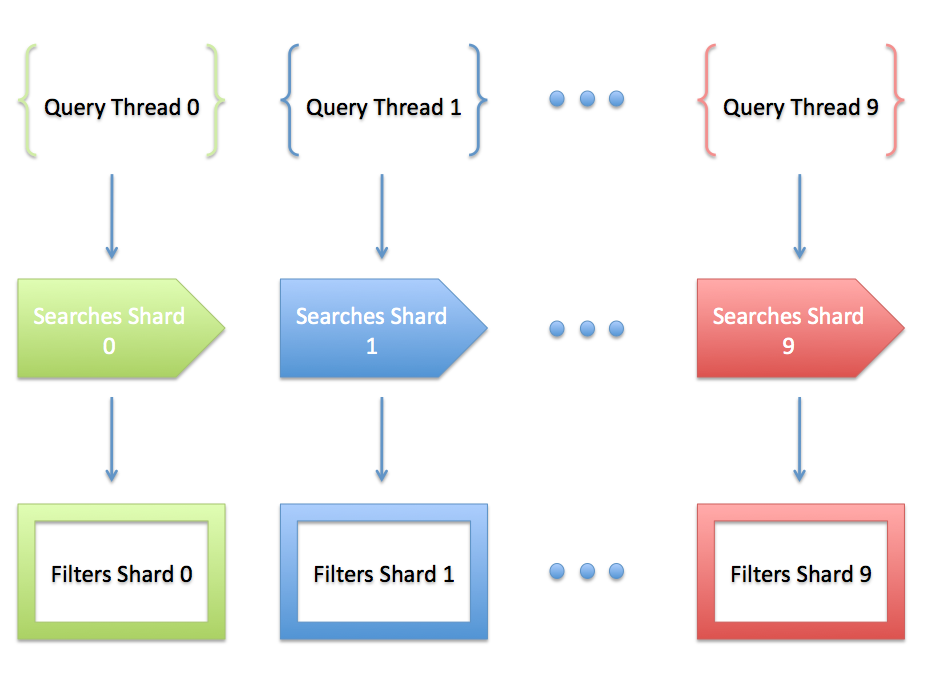 Query Thread 0
Query Thread 1
Query Thread 9
Searches Shard
0
Searches Shard
1
Searches Shard
9
Filters Shard 0
Filters Shard 1
Filters Shard 9